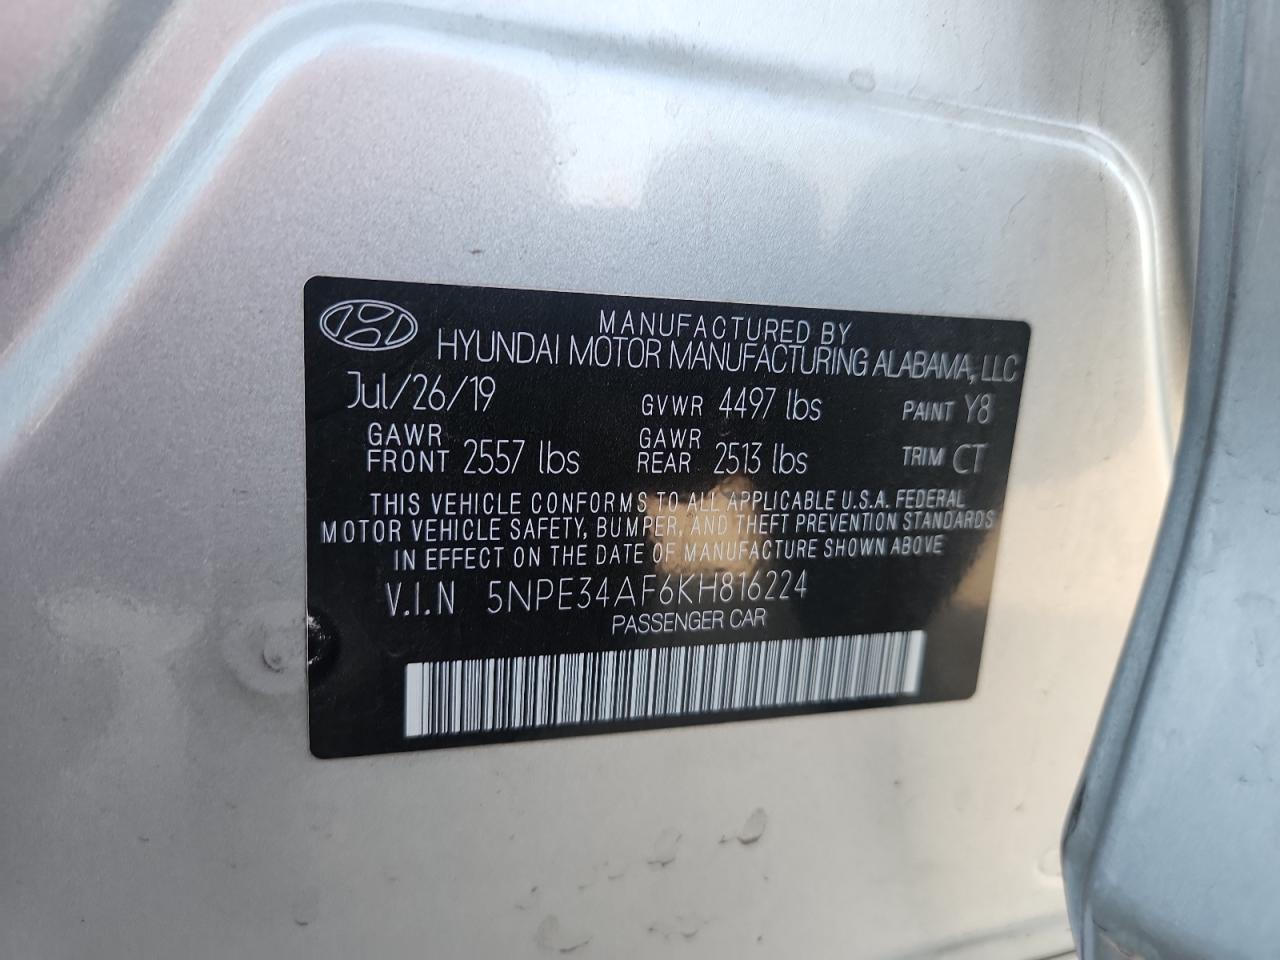 MANUFACTURED BY
HYUNDAI MOTOR MANUFACTURING ALABAMA, LLC
Jul/26/19 GVWR 4497 lbs PAINT Y8
GAWR FRONT 2557 lbs GAWR REAR 2513 lbs TRIM CT
THIS VEHICLE CONFORMS TO ALL APPLICABLE U.S.A. FEDERAL
MOTOR VEHICLE SAFETY, BUMPER, AND THEFT PREVENTION STANDARDS
IN EFFECT ON THE DATE OF MANUFACTURE SHOWN ABOVE
V.I.N 5NPE34AF6KH816224
PASSENGER CAR